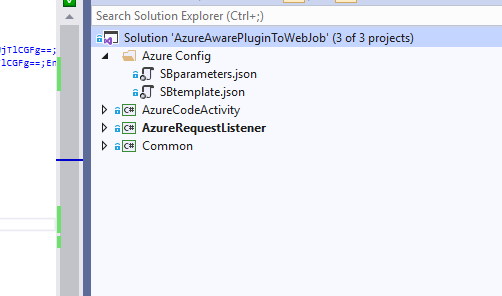 Search Solution Explorer (Ctrl+;)
Solution 'AzureAwarePluginToWebJob' (3 of 3 projects)
jTlCGFg==;
Azure Config
lCGFg==;En
SBparameters.json
SBtemplate.json
AzureCodeActivity
C#
AzureRequestListener
C#
Common
C#